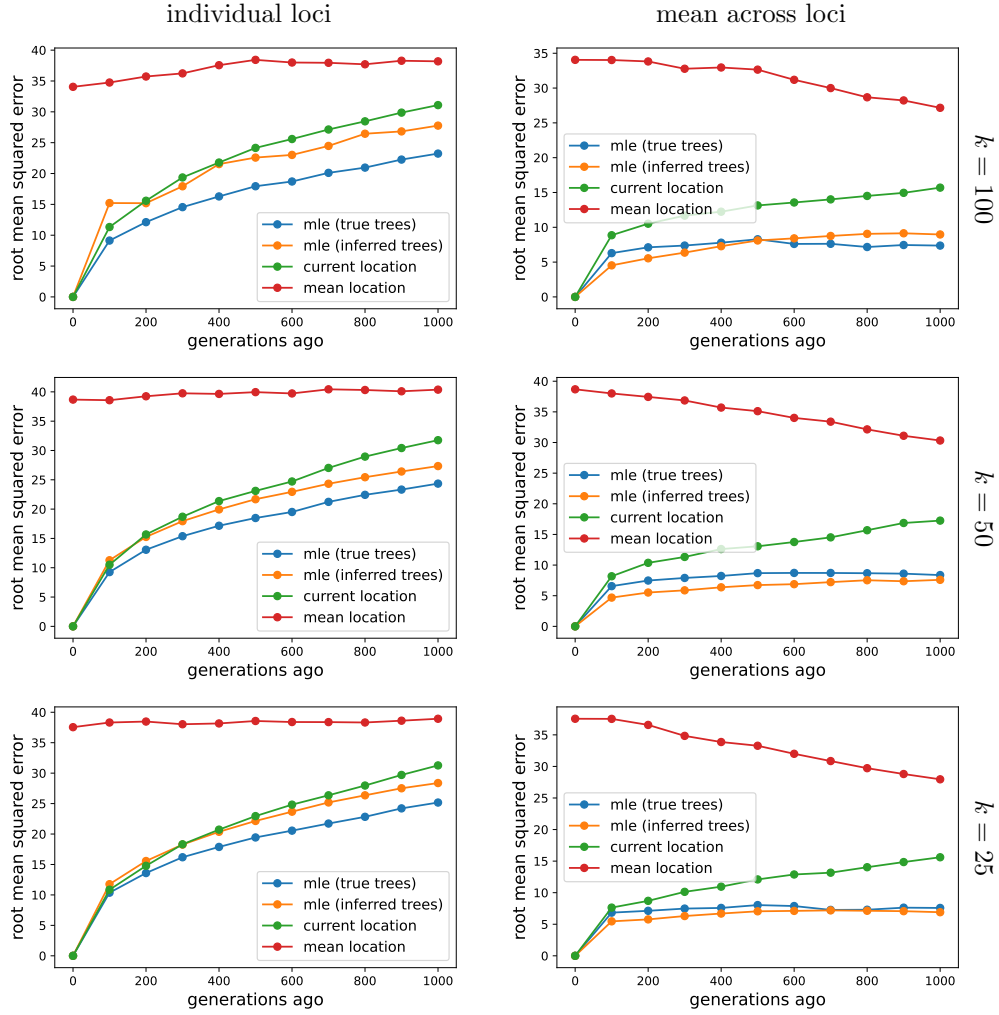 individual loci
mean across loci
root mean squared error
40
35
30
25
20
15
10
5
0
mle (true trees)
mle (inferred trees)
current location
mean location
0 200 400 600 800 1000
generations ago
root mean squared error
35
30
25
20
15
10
5
0
mle (true trees)
mle (inferred trees)
current location
mean location
0 200 400 600 800 1000
generations ago
k = 100
root mean squared error
40
35
30
25
20
15
10
5
0
mle (true trees)
mle (inferred trees)
current location
mean location
0 200 400 600 800 1000
generations ago
root mean squared error
40
35
30
25
20
15
10
5
0
mle (true trees)
mle (inferred trees)
current location
mean location
0 200 400 600 800 1000
generations ago
k = 50
root mean squared error
40
35
30
25
20
15
10
5
0
mle (true trees)
mle (inferred trees)
current location
mean location
0 200 400 600 800 1000
generations ago
root mean squared error
35
30
25
20
15
10
5
0
mle (true trees)
mle (inferred trees)
current location
mean location
0 200 400 600 800 1000
generations ago
k = 25